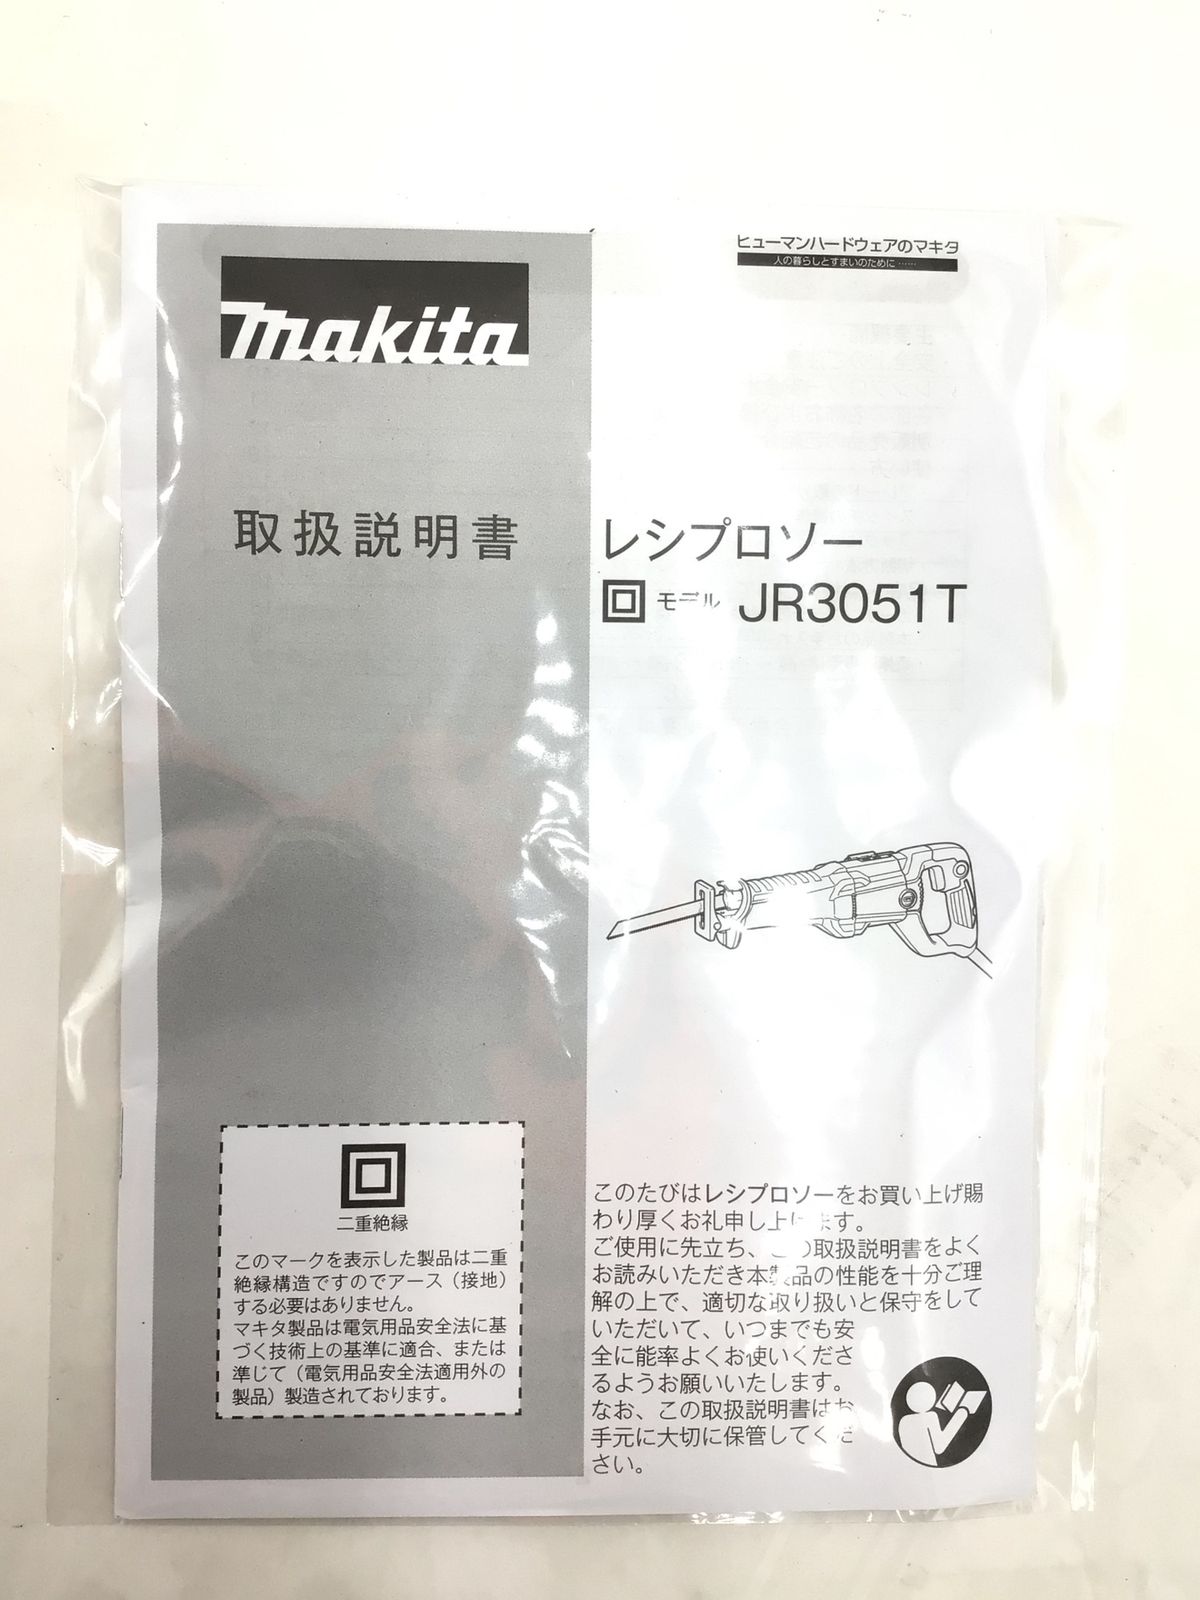 makita
取扱説明書
ヒューマンハードウェアのマキタ
人の暮らしとすまいのために……
レシプロソー
モデル JR3051T
二重絶縁
このマークを表示した製品は二重
絶縁構造ですのでアース（接地）
する必要はありません。
マキタ製品は電気用品安全法に基
づく技術上の基準に適合、または
準じて（電気用品安全法適用外の
製品）製造されております。
このたびはレシプロソーをお買い上げ賜
わり厚くお礼申し上げます。
ご使用に先立ち、この取扱説明書をよく
お読みいただき本製品の性能を十分ご理
解の上で、適切な取り扱いと保守をして
いただいて、いつまでも安
全に能率よくお使いくださ
るようお願いいたします。
なお、この取扱説明書はお
手元に大切に保管してくだ
さい。